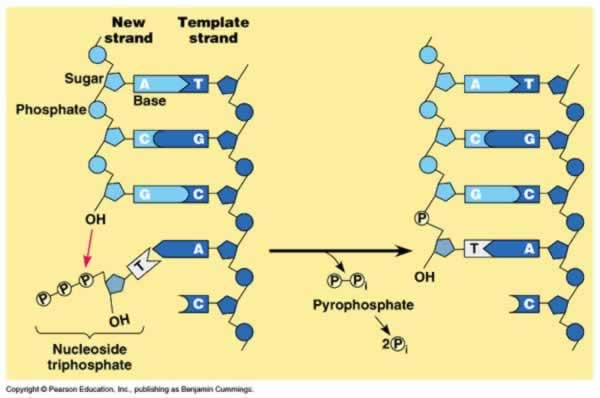 New strand
Template strand
Sugar
A T
Phosphate
Base
C G
G C
OH
T A
P P P
OH
C
Nucleoside triphosphate
P Pi
Pyrophosphate
2Pi
A T
C G
G C
P
T A
OH
C
Copyright © Pearson Education, Inc., publishing as Benjamin Cummings.